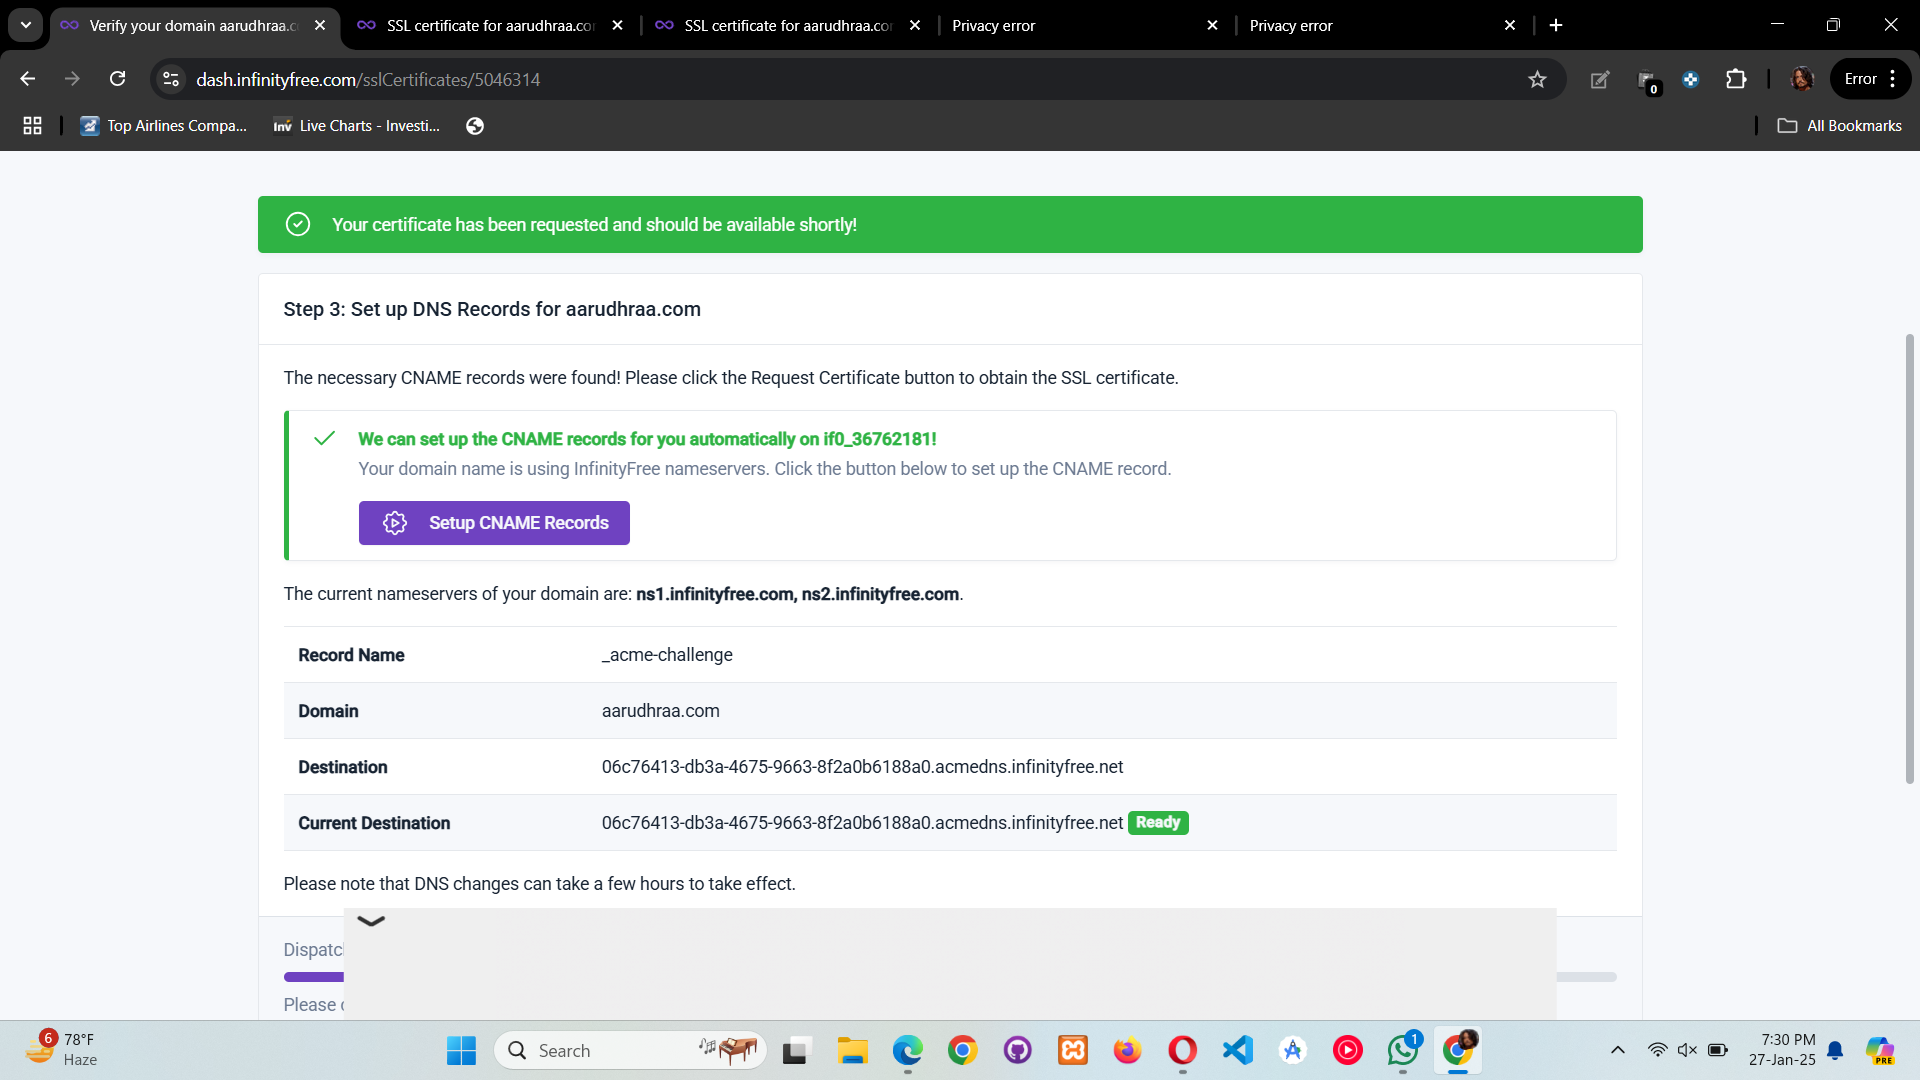 Verify your domain aarudhraa.c
SSL certificate for aarudhraa.co
SSL certificate for aarudhraa.co
Privacy error
Privacy error
dash.infinityfree.com/sslCertificates/5046314
0
Error
Top Airlines Compa...
Inv Live Charts - Investi...
All Bookmarks
Your certificate has been requested and should be available shortly!
Step 3: Set up DNS Records for aarudhraa.com
The necessary CNAME records were found! Please click the Request Certificate button to obtain the SSL certificate.
We can set up the CNAME records for you automatically on if0_36762181!
Your domain name is using InfinityFree nameservers. Click the button below to set up the CNAME record.
Setup CNAME Records
The current nameservers of your domain are: ns1.infinityfree.com, ns2.infinityfree.com.
Record Name _acme-challenge
Domain aarudhraa.com
Destination 06c76413-db3a-4675-9663-8f2a0b6188a0.acmedns.infinityfree.net
Current Destination 06c76413-db3a-4675-9663-8f2a0b6188a0.acmedns.infinityfree.net Ready
Please note that DNS changes can take a few hours to take effect.
Dispatc
Please
6
78°F
Haze
Search
1
7:30 PM
27-Jan-25
PRE